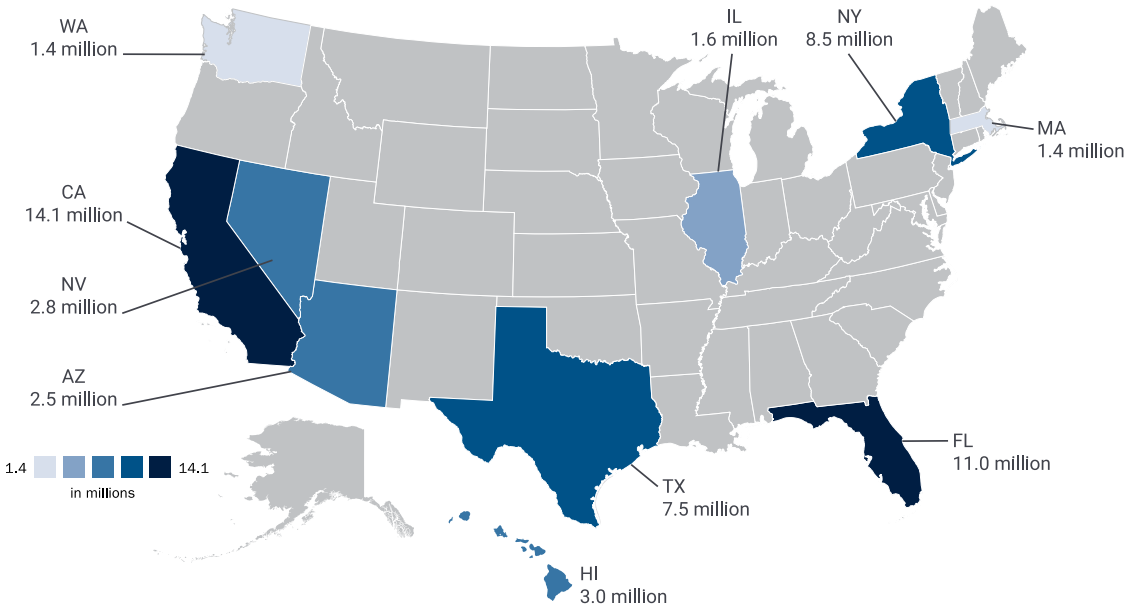 WA
1.4 million
IL
1.6 million
NY
8.5 million
MA
1.4 million
CA
14.1 million
NV
2.8 million
AZ
2.5 million
FL
11.0 million
1.4
14.1
in millions
TX
7.5 million
HI
3.0 million